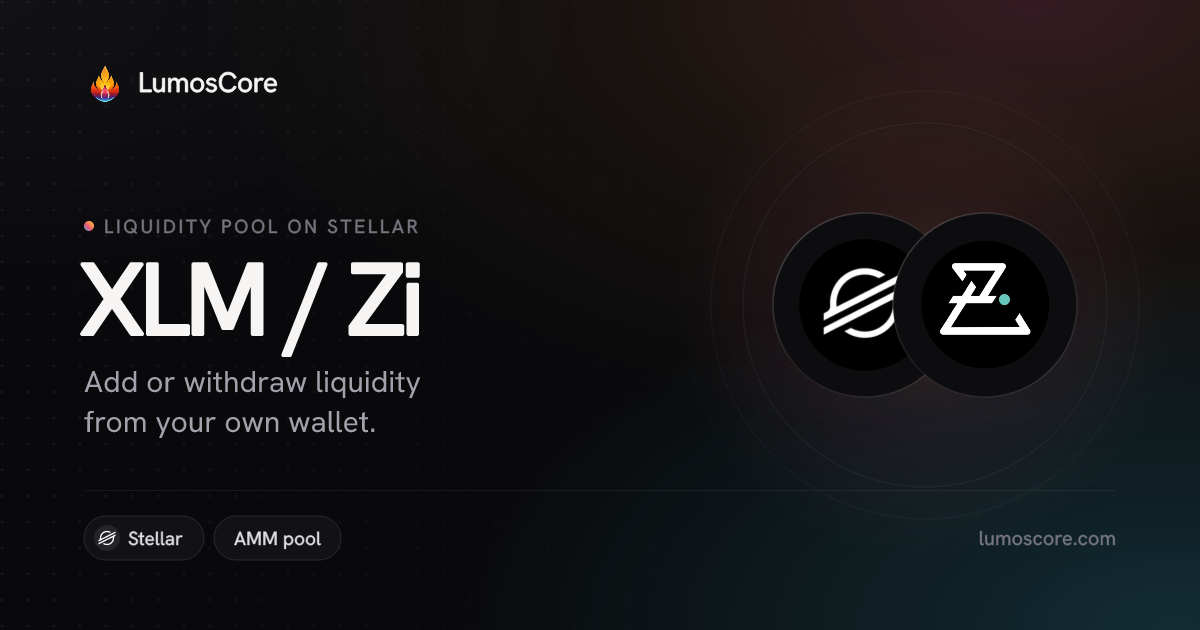 LumosCore
LIQUIDITY POOL ON STELLAR
XLM / Zi
Add or withdraw liquidity
from your own wallet.
Stellar
AMM pool
lumoscore.com